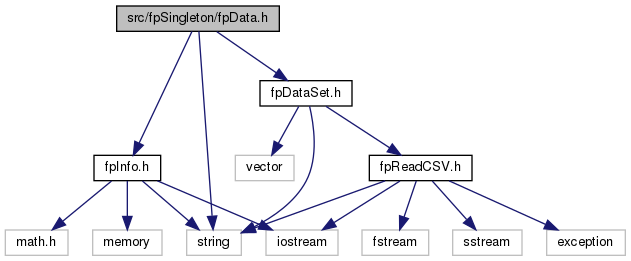 src/fpSingleton/fpData.h
fpDataSet.h
fpInfo.h
vector
fpReadCSV.h
math.h
memory
string
iostream
fstream
sstream
exception